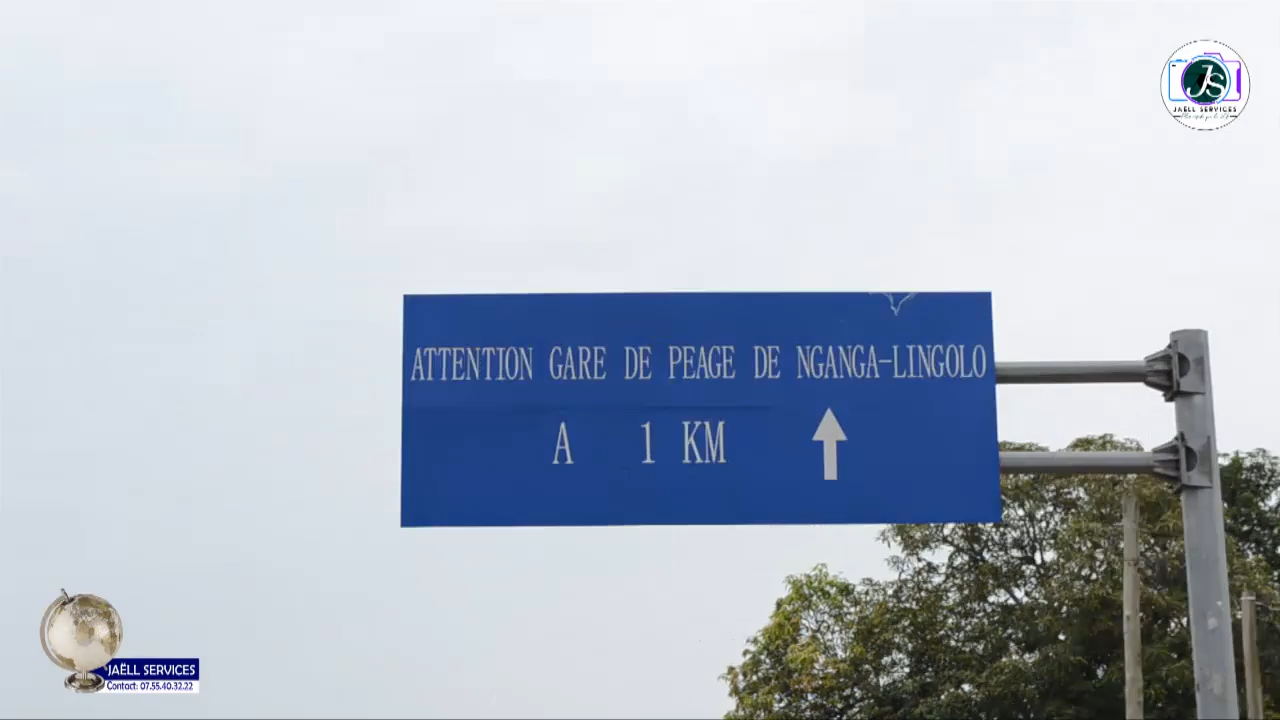 JS
JAËLL SERVICES
ATTENTION GARE DE PEAGE DE NGANGA-LINGOLO
A 1 KM
JAËLL SERVICES
Contact: 07.55.40.32.22